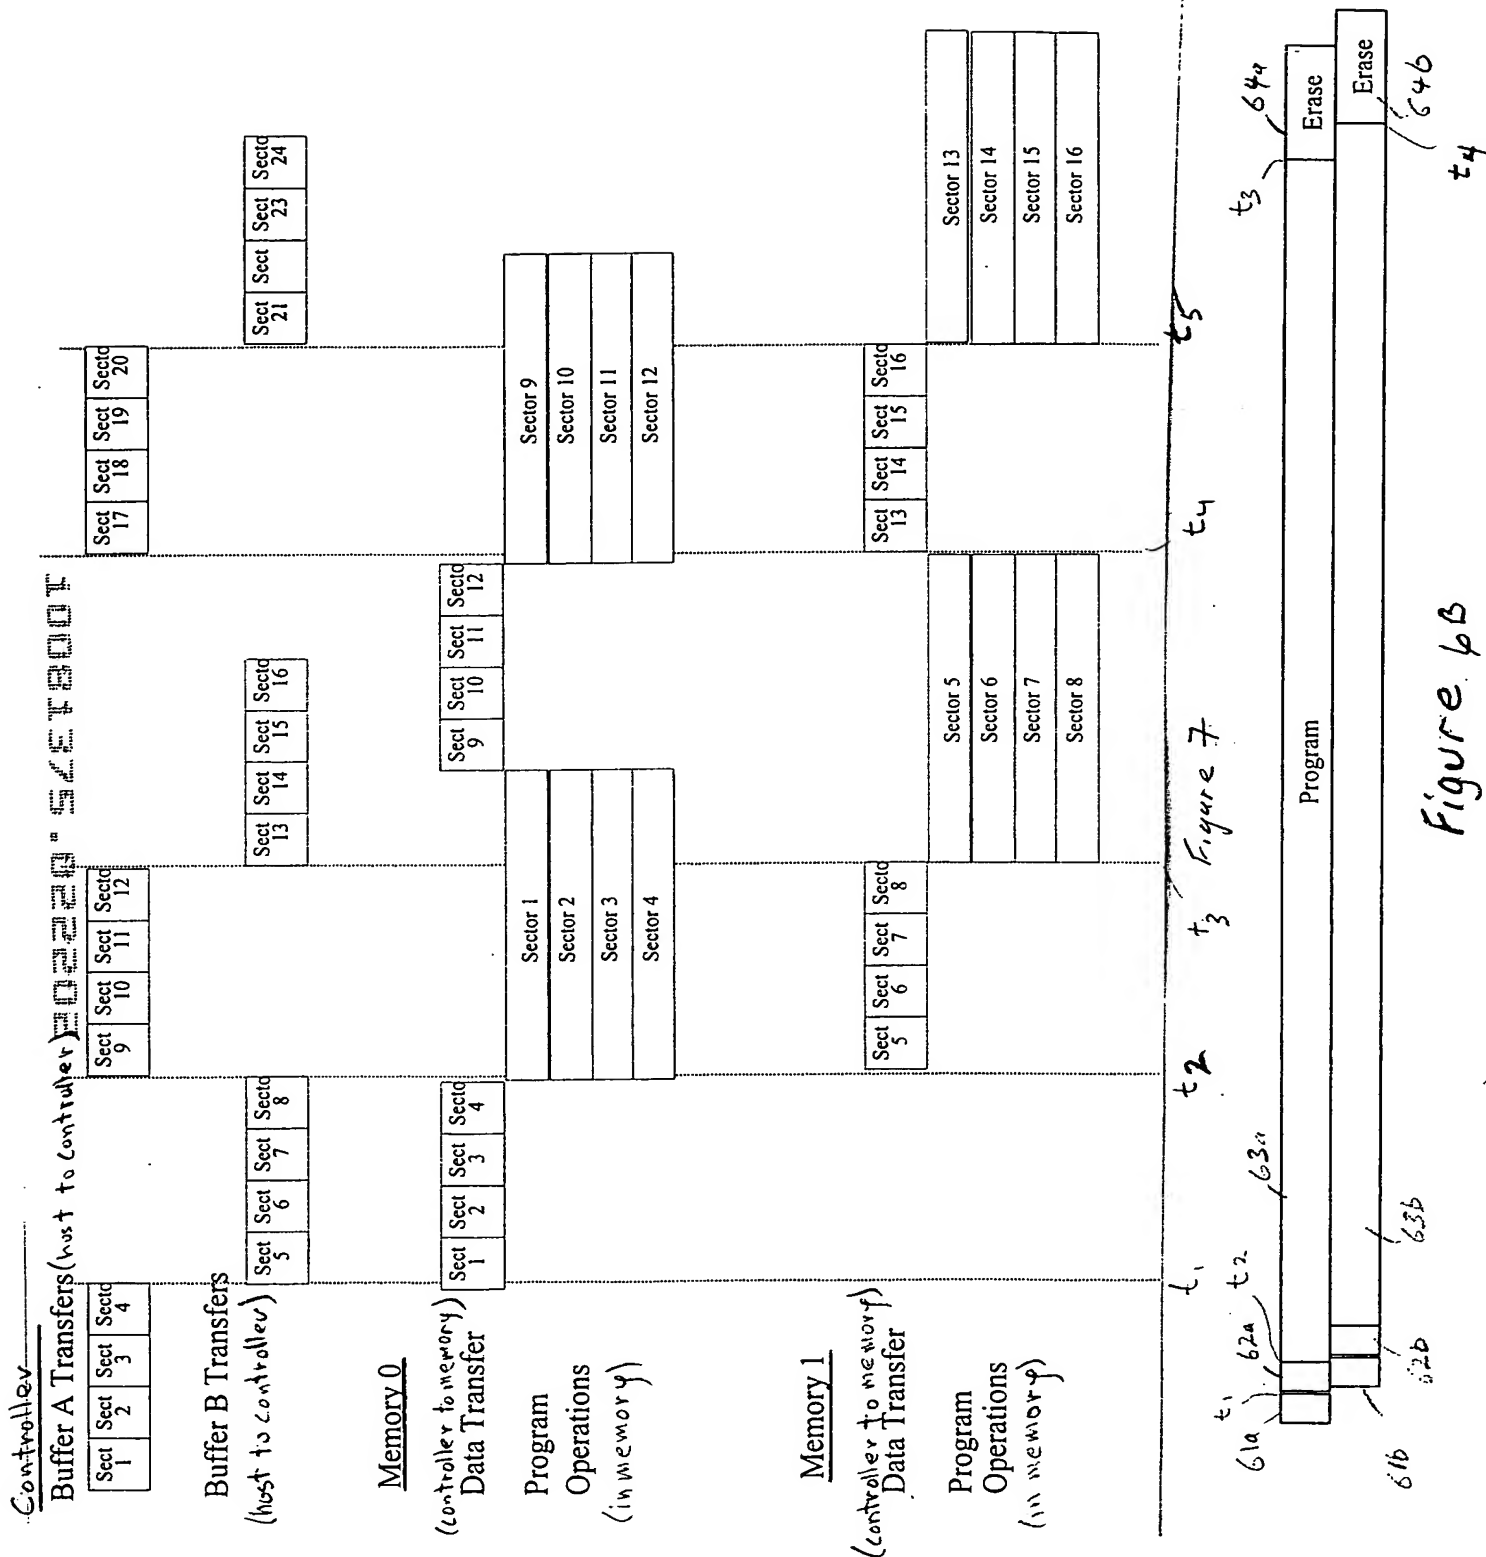 Controller
Buffer A Transfers (host to controller)
Sect 1 Sect 2 Sect 3 Secto 4
Sect 9 Sect 10 Sect 11 Secto 12
Sect 17 Sect 18 Sect 19 Secto 20
10081375.022202
Buffer B Transfers
(host to controller)
Sect 5 Sect 6 Sect 7 Secto 8
Sect 13 Sect 14 Sect 15 Secto 16
Sect 21 Sect Sect 23 Secto 24
Memory 0
(controller to memory)
Data Transfer
Sect 1 Sect 2 Sect 3 Secto 4
Sect 9 Sect 10 Sect 11 Secto 12
Program
Operations
(in memory)
Sector 1
Sector 2
Sector 3
Sector 4
Sector 9
Sector 10
Sector 11
Sector 12
Memory 1
(controller to memory)
Data Transfer
Sect 5 Sect 6 Sect 7 Secto 8
Sect 13 Sect 14 Sect 15 Secto 16
Program
Operations
(in memory)
Sector 5
Sector 6
Sector 7
Sector 8
Sector 13
Sector 14
Sector 15
Sector 16
t1 t2 t3 t4 t5
Figure 7
61a t1 62a t2 63a t3 64a
Program Erase
Erase
61b 62b 63b t4 64b
Figure 6B